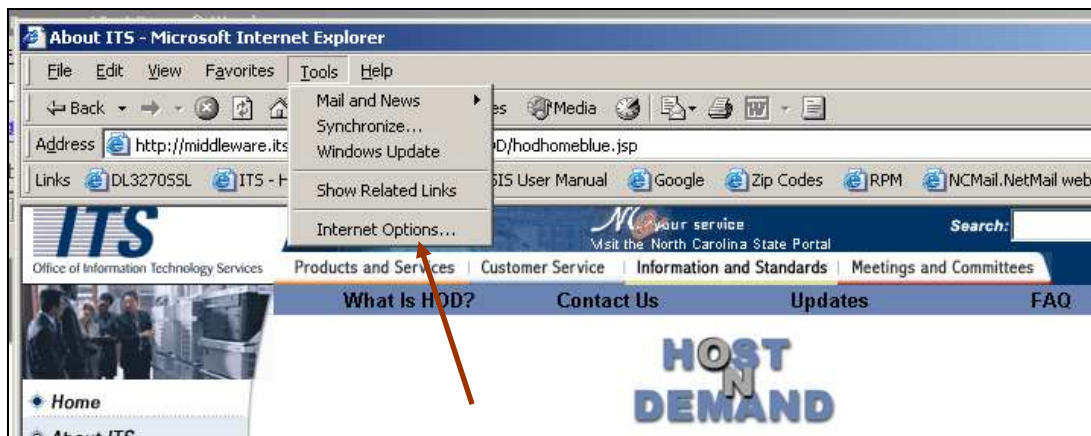 About ITS - Microsoft Internet Explorer
File Edit View Favorites Tools Help
Back Media
Mail and News
Synchronize...
Windows Update
Show Related Links
Internet Options...
Address http://middleware.its D/hodhomeblue.jsp
Links DL3270SSL ITS - H SIS User Manual Google Zip Codes RPM NCMail.NetMail web
ITS
Office of Information Technology Services
NC @ your service
Visit the North Carolina State Portal
Search:
Products and Services Customer Service Information and Standards Meetings and Committees
What Is HOD? Contact Us Updates FAQ
HOST
N
DEMAND
Home
About ITS